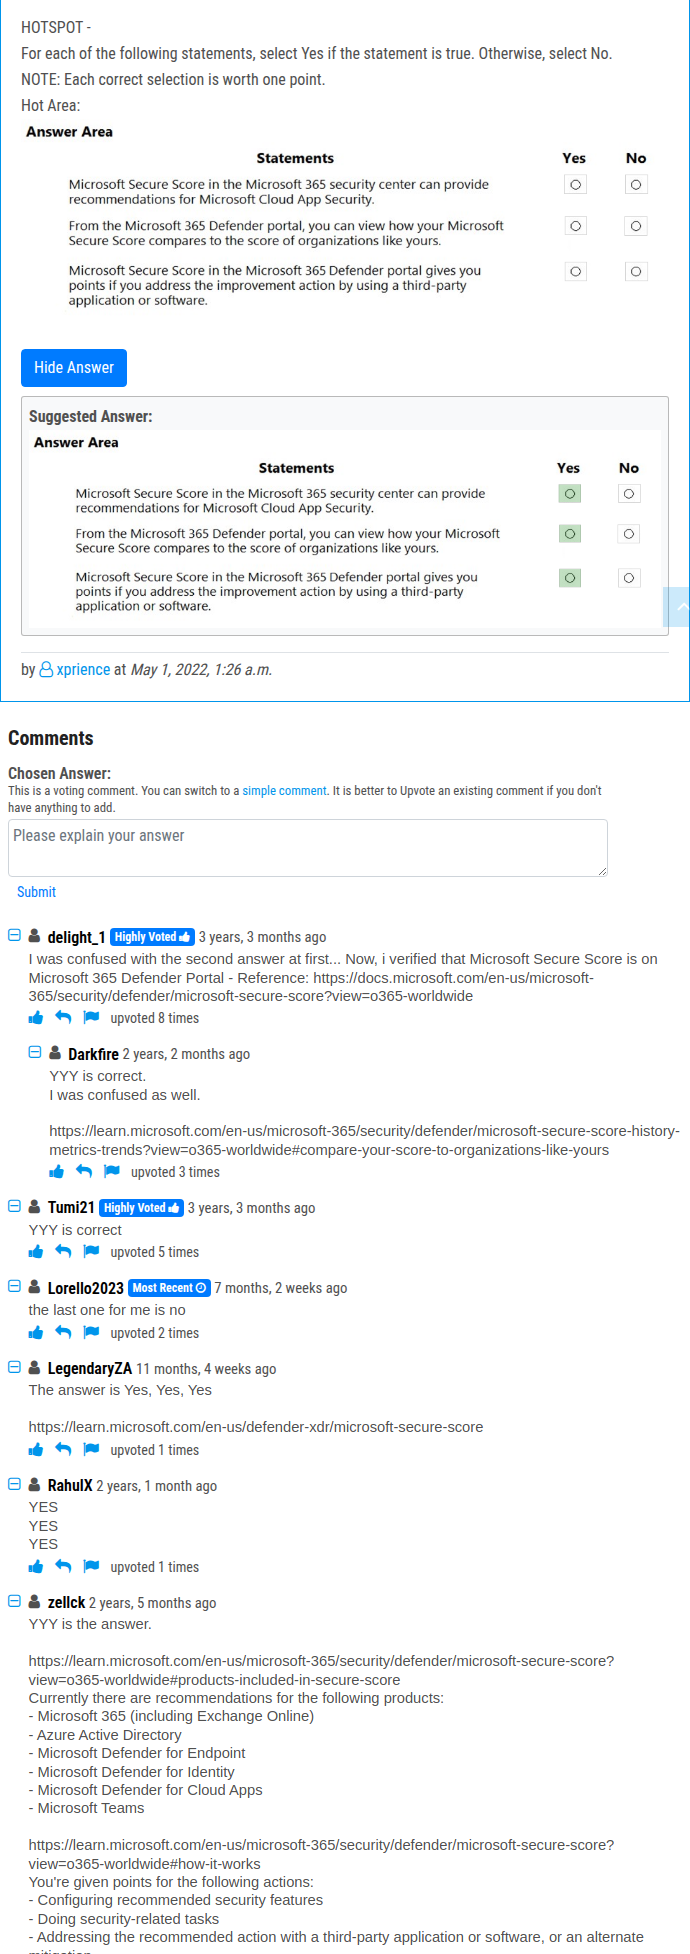 HOTSPOT -
For each of the following statements, select Yes if the statement is true. Otherwise, select No.
NOTE: Each correct selection is worth one point.
Hot Area:
Answer Area
Statements Yes No
Microsoft Secure Score in the Microsoft 365 security center can provide
recommendations for Microsoft Cloud App Security.
From the Microsoft 365 Defender portal, you can view how your Microsoft
Secure Score compares to the score of organizations like yours.
Microsoft Secure Score in the Microsoft 365 Defender portal gives you
points if you address the improvement action by using a third-party
application or software.
Hide Answer
Suggested Answer:
Answer Area
Statements Yes No
Microsoft Secure Score in the Microsoft 365 security center can provide
recommendations for Microsoft Cloud App Security.
From the Microsoft 365 Defender portal, you can view how your Microsoft
Secure Score compares to the score of organizations like yours.
Microsoft Secure Score in the Microsoft 365 Defender portal gives you
points if you address the improvement action by using a third-party
application or software.
by xprience at May 1, 2022, 1:26 a.m.
Comments
Chosen Answer:
This is a voting comment. You can switch to a simple comment. It is better to Upvote an existing comment if you don't
have anything to add.
Please explain your answer
Submit
delight_1 Highly Voted 3 years, 3 months ago
I was confused with the second answer at first... Now, i verified that Microsoft Secure Score is on
Microsoft 365 Defender Portal - Reference: https://docs.microsoft.com/en-us/microsoft-
365/security/defender/microsoft-secure-score?view=o365-worldwide
upvoted 8 times
Darkfire 2 years, 2 months ago
YYY is correct.
I was confused as well.
https://learn.microsoft.com/en-us/microsoft-365/security/defender/microsoft-secure-score-history-
metrics-trends?view=o365-worldwide#compare-your-score-to-organizations-like-yours
upvoted 3 times
Tumi21 Highly Voted 3 years, 3 months ago
YYY is correct
upvoted 5 times
Lorello2023 Most Recent 7 months, 2 weeks ago
the last one for me is no
upvoted 2 times
LegendaryZA 11 months, 4 weeks ago
The answer is Yes, Yes, Yes
https://learn.microsoft.com/en-us/defender-xdr/microsoft-secure-score
upvoted 1 times
RahulX 2 years, 1 month ago
YES
YES
YES
upvoted 1 times
zellck 2 years, 5 months ago
YYY is the answer.
https://learn.microsoft.com/en-us/microsoft-365/security/defender/microsoft-secure-score?
view=o365-worldwide#products-included-in-secure-score
Currently there are recommendations for the following products:
- Microsoft 365 (including Exchange Online)
- Azure Active Directory
- Microsoft Defender for Endpoint
- Microsoft Defender for Identity
- Microsoft Defender for Cloud Apps
- Microsoft Teams
https://learn.microsoft.com/en-us/microsoft-365/security/defender/microsoft-secure-score?
view=o365-worldwide#how-it-works
You're given points for the following actions:
- Configuring recommended security features
- Doing security-related tasks
- Addressing the recommended action with a third-party application or software, or an alternate